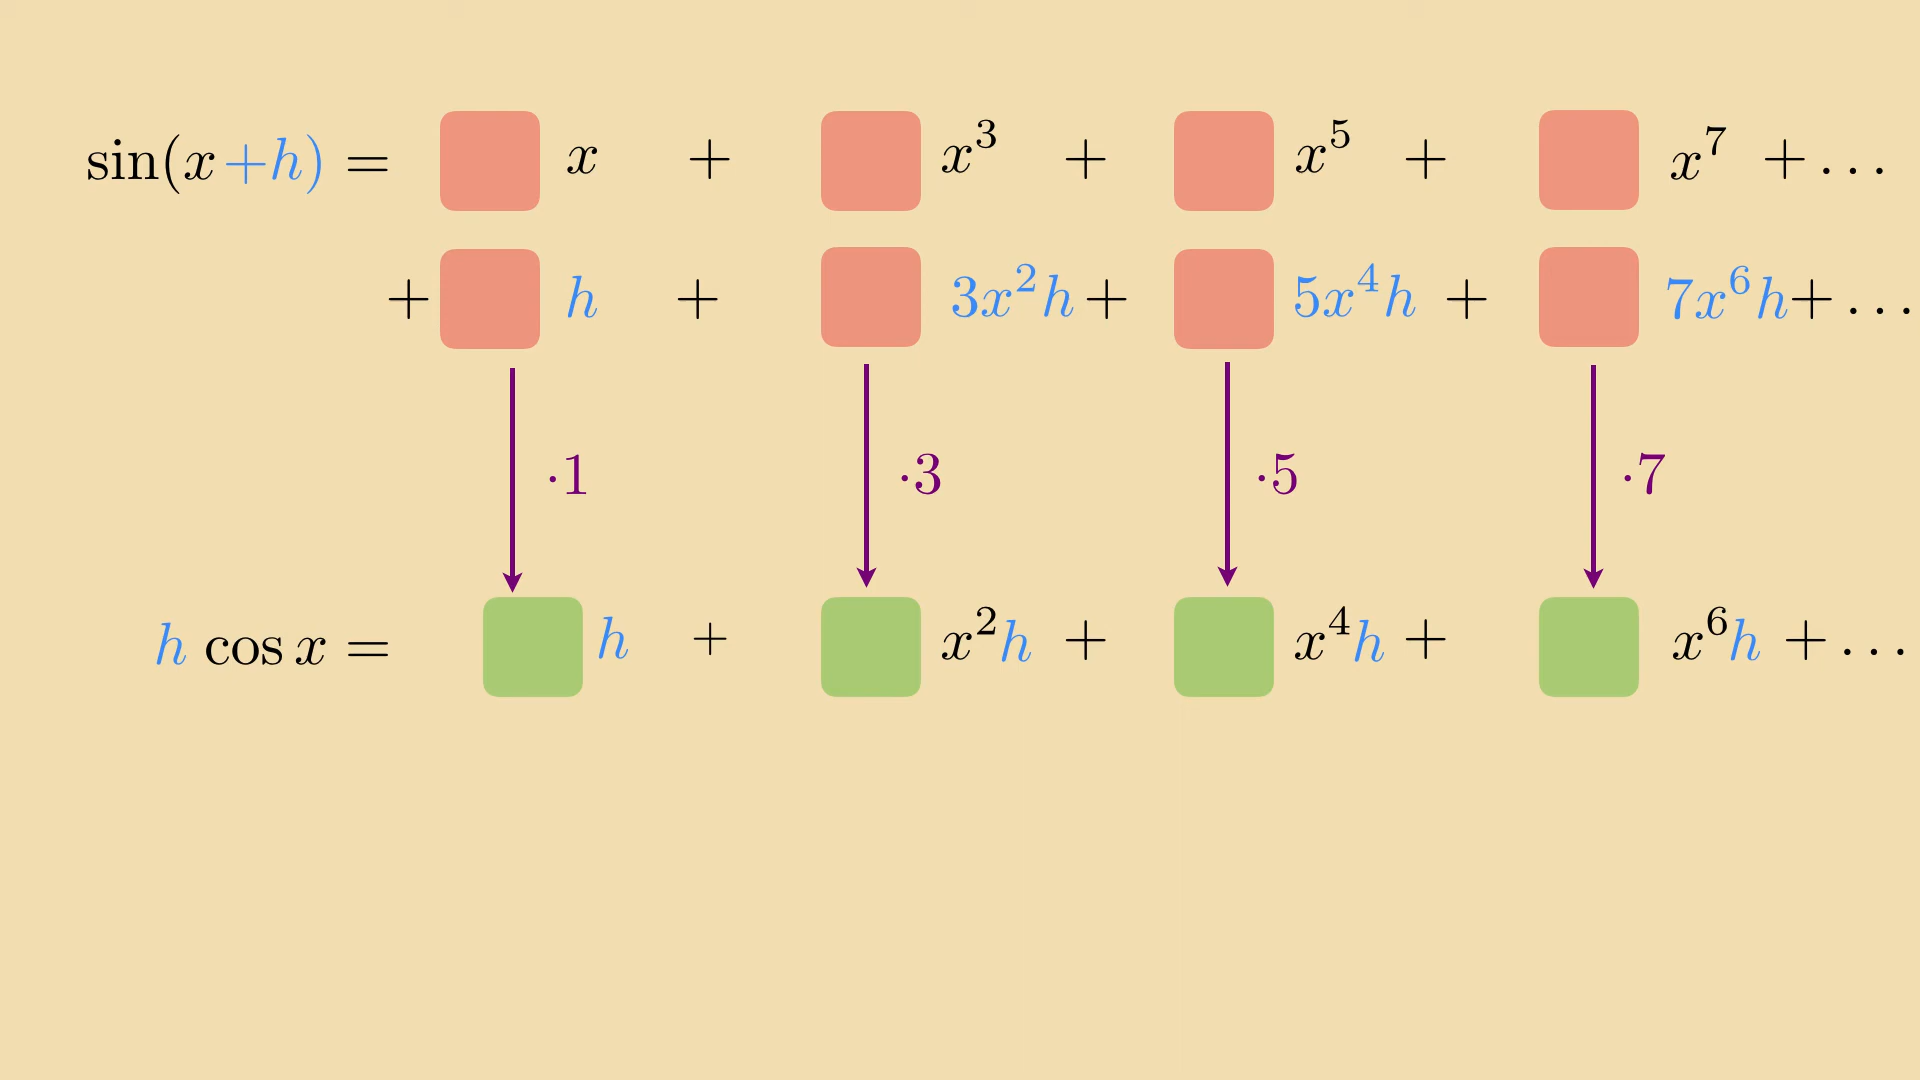 sin(x+h) = x + x³ + x⁵ + x⁷ + ...
+ h + 3x²h + 5x⁴h + 7x⁶h + ...
·1 ·3 ·5 ·7
h cos x = h + x²h + x⁴h + x⁶h + ...